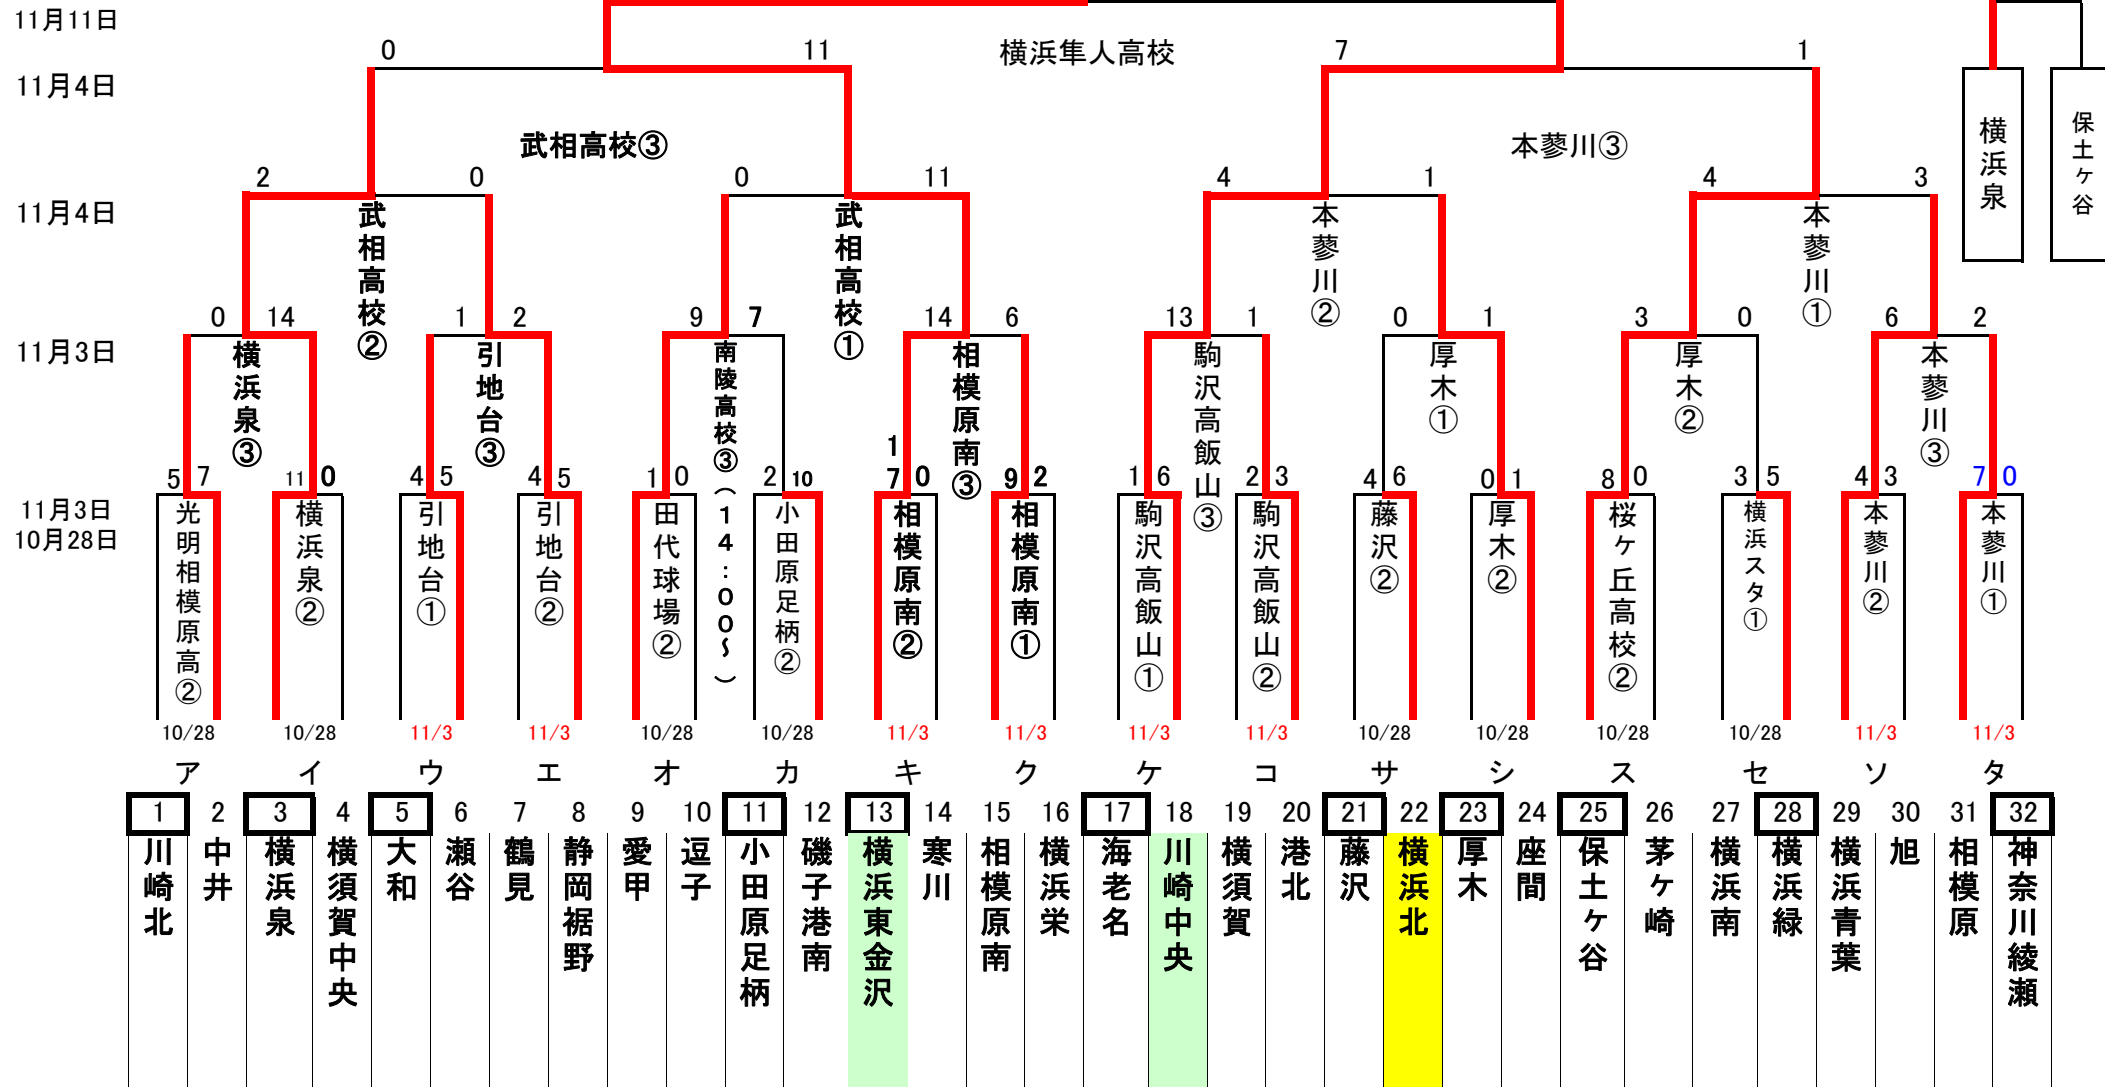 11月11日
0 11 横浜隼人高校 7 1
11月4日
武相高校③ 本蓼川③
横浜泉
保土ヶ谷
2 0 0 11 4 1 4 3
11月4日
武相高校②
武相高校①
本蓼川②
本蓼川①
0 14 1 2 9 7 14 6 13 1 0 1 3 0 6 2
11月3日
横浜泉③
引地台③
南陵高校③(14:00~)
相模原南③
駒沢高飯山③
厚木①
厚木②
本蓼川③
5 7 11 0 4 5 4 5 1 0 2 10 17 0 9 2 1 6 2 3 4 6 0 1 8 0 3 5 4 3 7 0
11月3日
10月28日
光明相模原高②
横浜泉②
引地台①
引地台②
田代球場②
小田原足柄②
相模原南②
相模原南①
駒沢高飯山①
駒沢高飯山②
藤沢②
厚木②
桜ヶ丘高校②
横浜スタ①
本蓼川②
本蓼川①
10/28 10/28 11/3 11/3 10/28 10/28 11/3 11/3 11/3 11/3 10/28 10/28 10/28 10/28 11/3 11/3
ア イ ウ エ オ カ キ ク ケ コ サ シ ス セ ソ タ
1 2 3 4 5 6 7 8 9 10 11 12 13 14 15 16 17 18 19 20 21 22 23 24 25 26 27 28 29 30 31 32
川崎北
中井
横浜泉
横須賀中央
大和
瀬谷
鶴見
静岡裾野
愛甲
逗子
小田原足柄
磯子港南
横浜東金沢
寒川
相模原南
横浜栄
海老名
川崎中央
横須賀
港北
藤沢
横浜北
厚木
座間
保土ヶ谷
茅ケ崎
横浜南
横浜緑
横浜青葉
旭
相模原
神奈川綾瀬